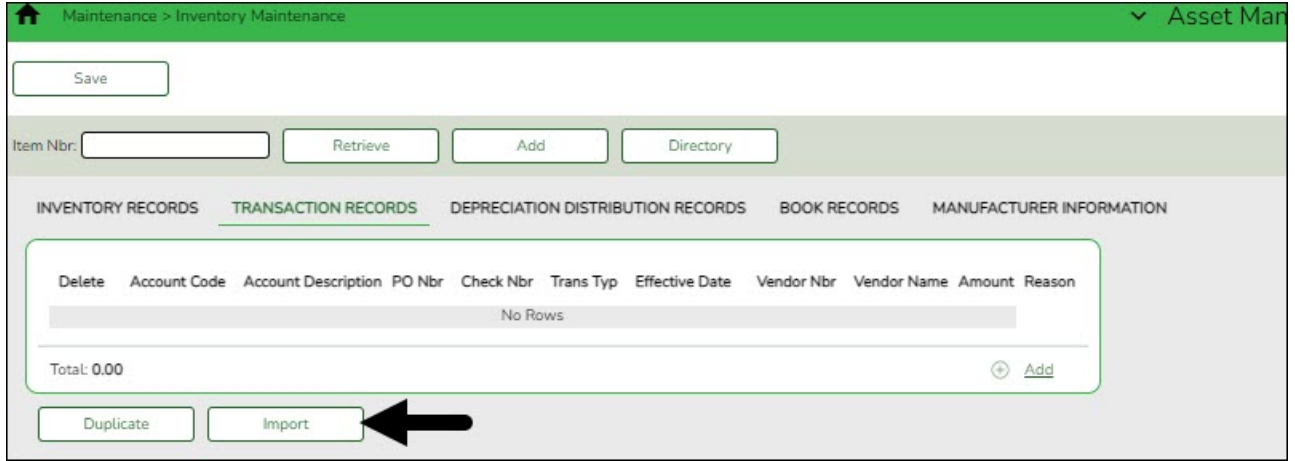 Maintenance > Inventory Maintenance Asset Man
Save
Item Nbr: Retrieve Add Directory
INVENTORY RECORDS TRANSACTION RECORDS DEPRECIATION DISTRIBUTION RECORDS BOOK RECORDS MANUFACTURER INFORMATION
Delete Account Code Account Description PO Nbr Check Nbr Trans Typ Effective Date Vendor Nbr Vendor Name Amount Reason
No Rows
Total: 0.00 Add
Duplicate Import